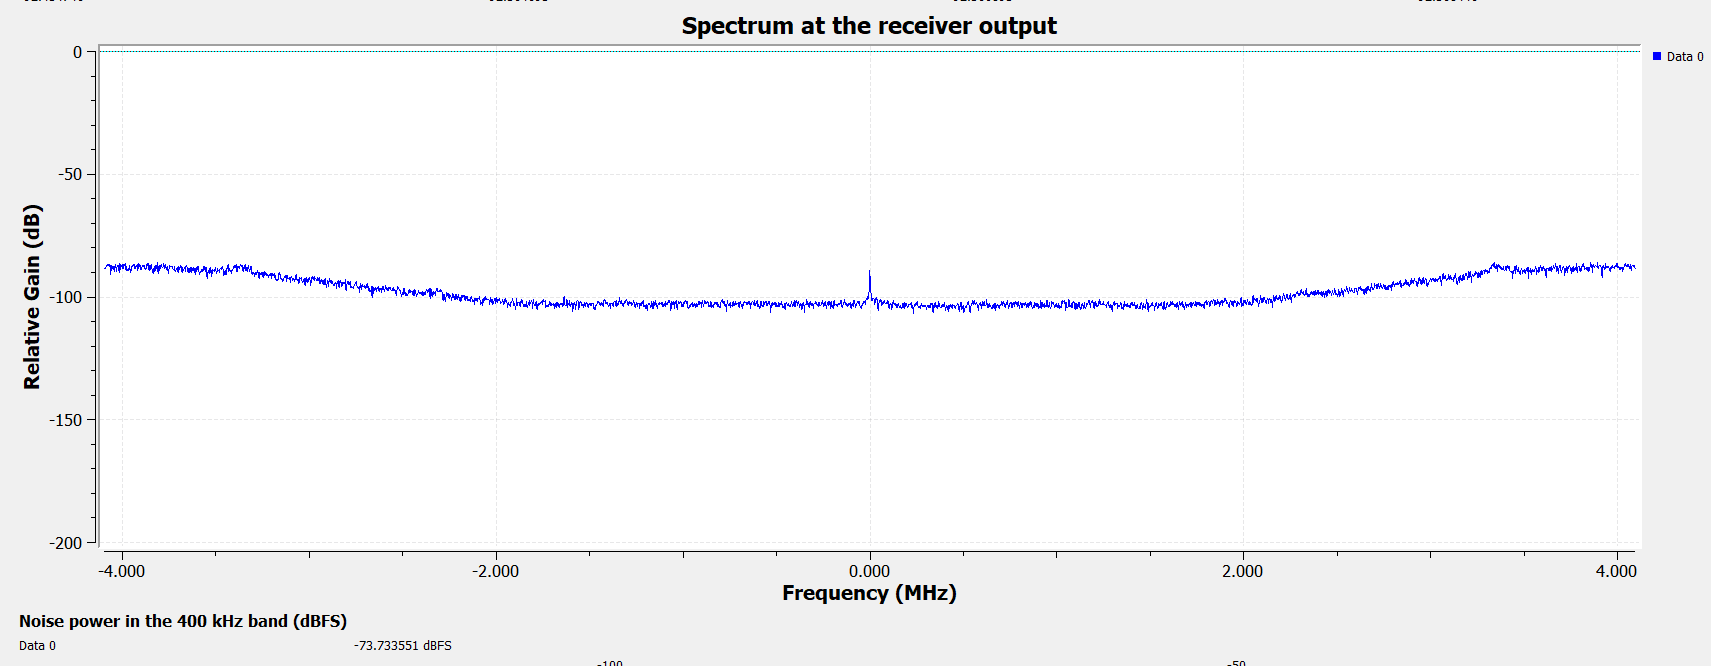 Spectrum at the receiver output
0
-50
-100
-150
-200
Relative Gain (dB)
Data 0
-4.000 -2.000 0.000 2.000 4.000
Frequency (MHz)
Noise power in the 400 kHz band (dBFS)
Data 0 -73.733551 dBFS
-100 -50